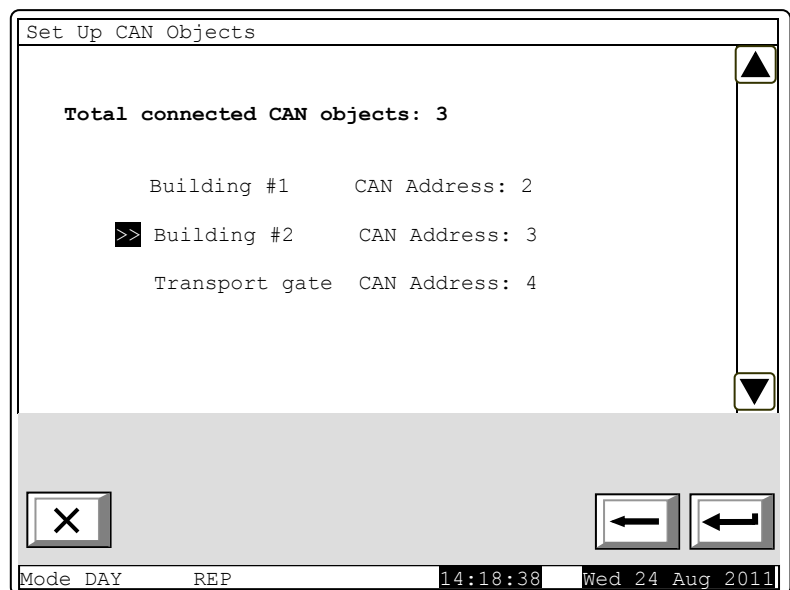 Set Up CAN Objects
Total connected CAN objects: 3
Building #1 CAN Address: 2
>> Building #2 CAN Address: 3
Transport gate CAN Address: 4
Mode DAY REP 14:18:38 Wed 24 Aug 2011